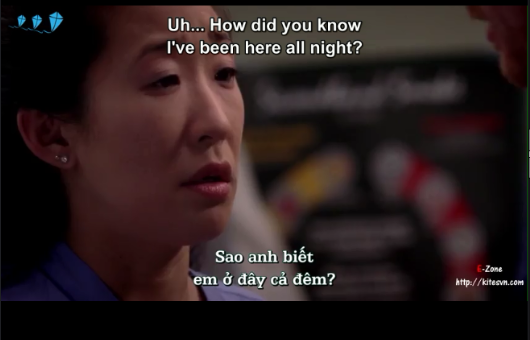 Uh... How did you know
I've been here all night?
Sao anh biết
em ở đây cả đêm?
E-Zone
http://kitesvn.com